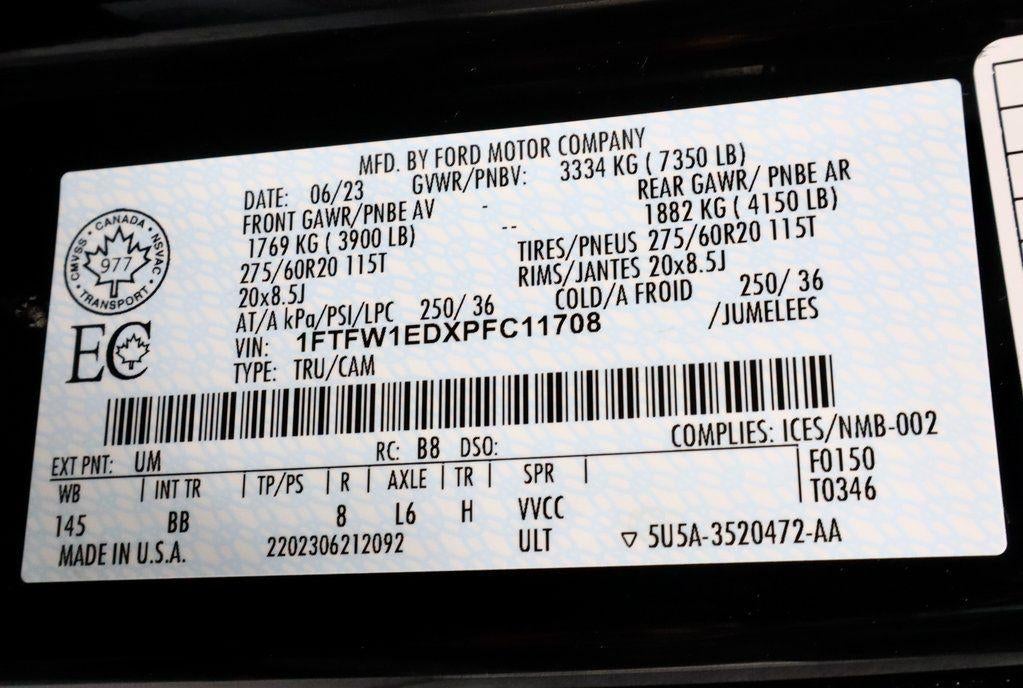 MFD. BY FORD MOTOR COMPANY
DATE: 06/23 GVWR/PNBV: 3334 KG ( 7350 LB)
FRONT GAWR/PNBE AV - REAR GAWR/ PNBE AR
1769 KG ( 3900 LB) -- 1882 KG ( 4150 LB)
275/60R20 115T TIRES/PNEUS 275/60R20 115T
20x8.5J RIMS/JANTES 20x8.5J
AT/A kPa/PSI/LPC 250/ 36 COLD/A FROID 250/ 36
VIN: 1FTFW1EDXPFC11708 /JUMELEES
TYPE: TRU/CAM
CANADA
CMVSS NSVAC
977
TRANSPORT
EC
COMPLIES: ICES/NMB-002
EXT PNT: UM RC: B8 DSO:
WB | INT TR | TP/PS | R | AXLE | TR | SPR | F0150
145 BB 8 L6 H VVCC T0346
MADE IN U.S.A. 2202306212092 ULT ▽ 5U5A-3520472-AA